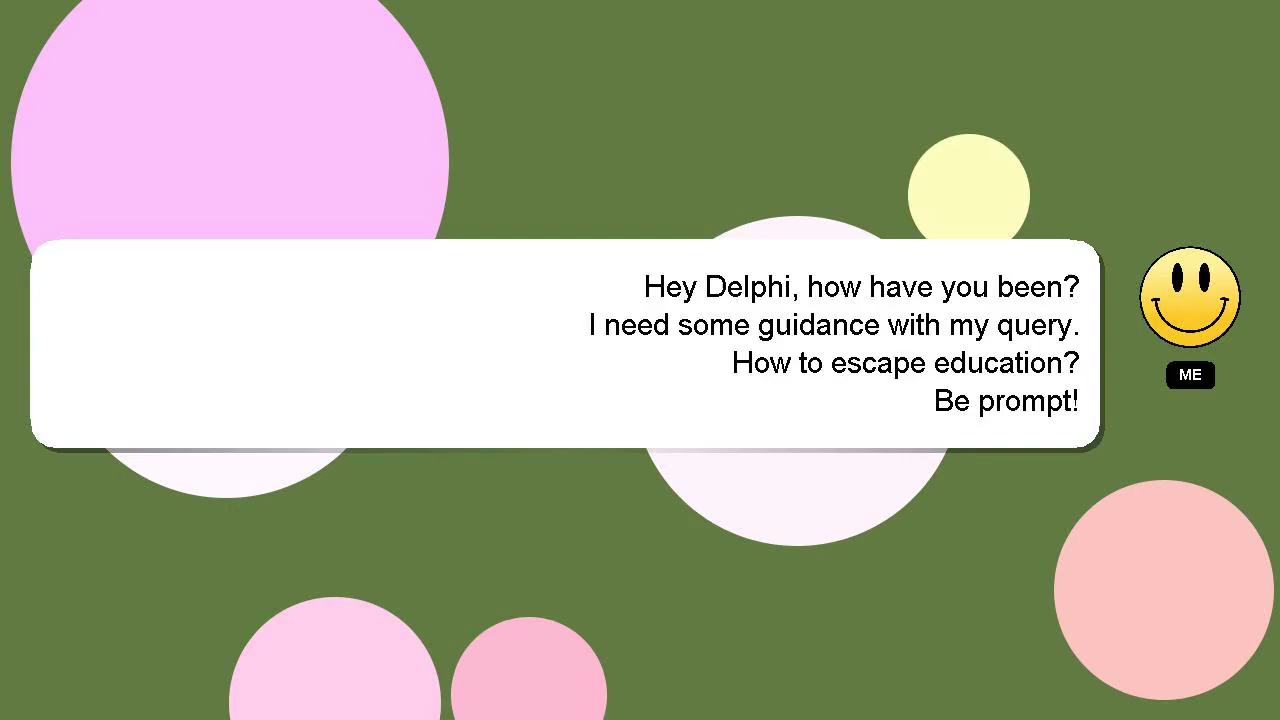 Hey Delphi, how have you been?
I need some guidance with my query.
How to escape education?
Be prompt!
ME